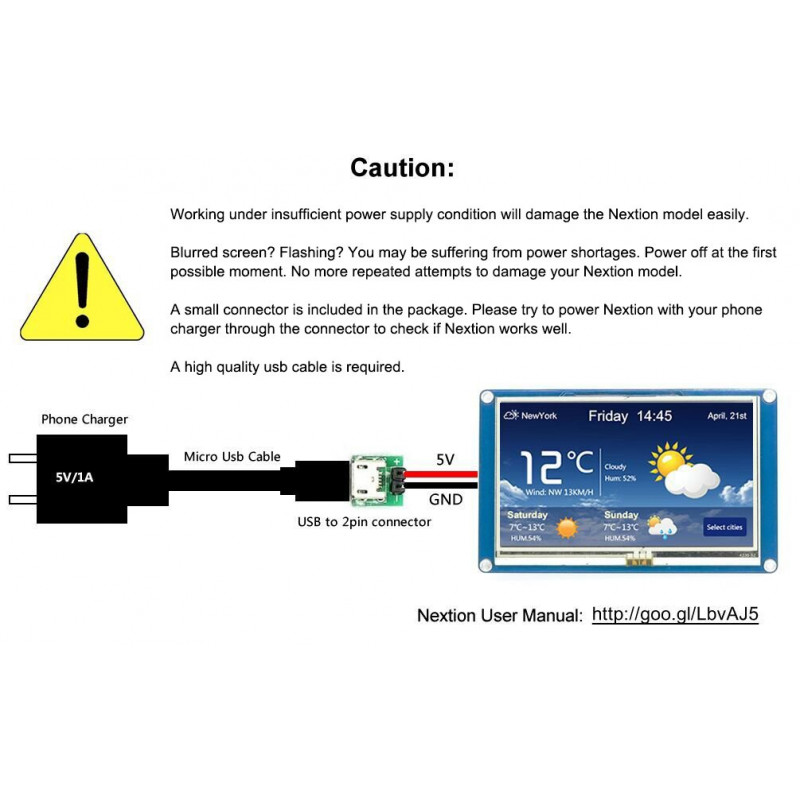 Caution:
Working under insufficient power supply condition will damage the Nextion model easily.
Blurred screen? Flashing? You may be suffering from power shortages. Power off at the first
possible moment. No more repeated attempts to damage your Nextion model.
A small connector is included in the package. Please try to power Nextion with your phone
charger through the connector to check if Nextion works well.
A high quality usb cable is required.
Phone Charger
5V/1A
Micro Usb Cable
+
5V
GND
USB to 2pin connector
NewYork
Friday 14:45
April, 21st
12°C
Cloudy
Hum: 52%
Wind: NW 13KM/H
Saturday
7°C~13°C
HUM.54%
Sunday
7°C~13°C
HUM.54%
Select cities
Nextion User Manual: http://goo.gl/LbvAJ5